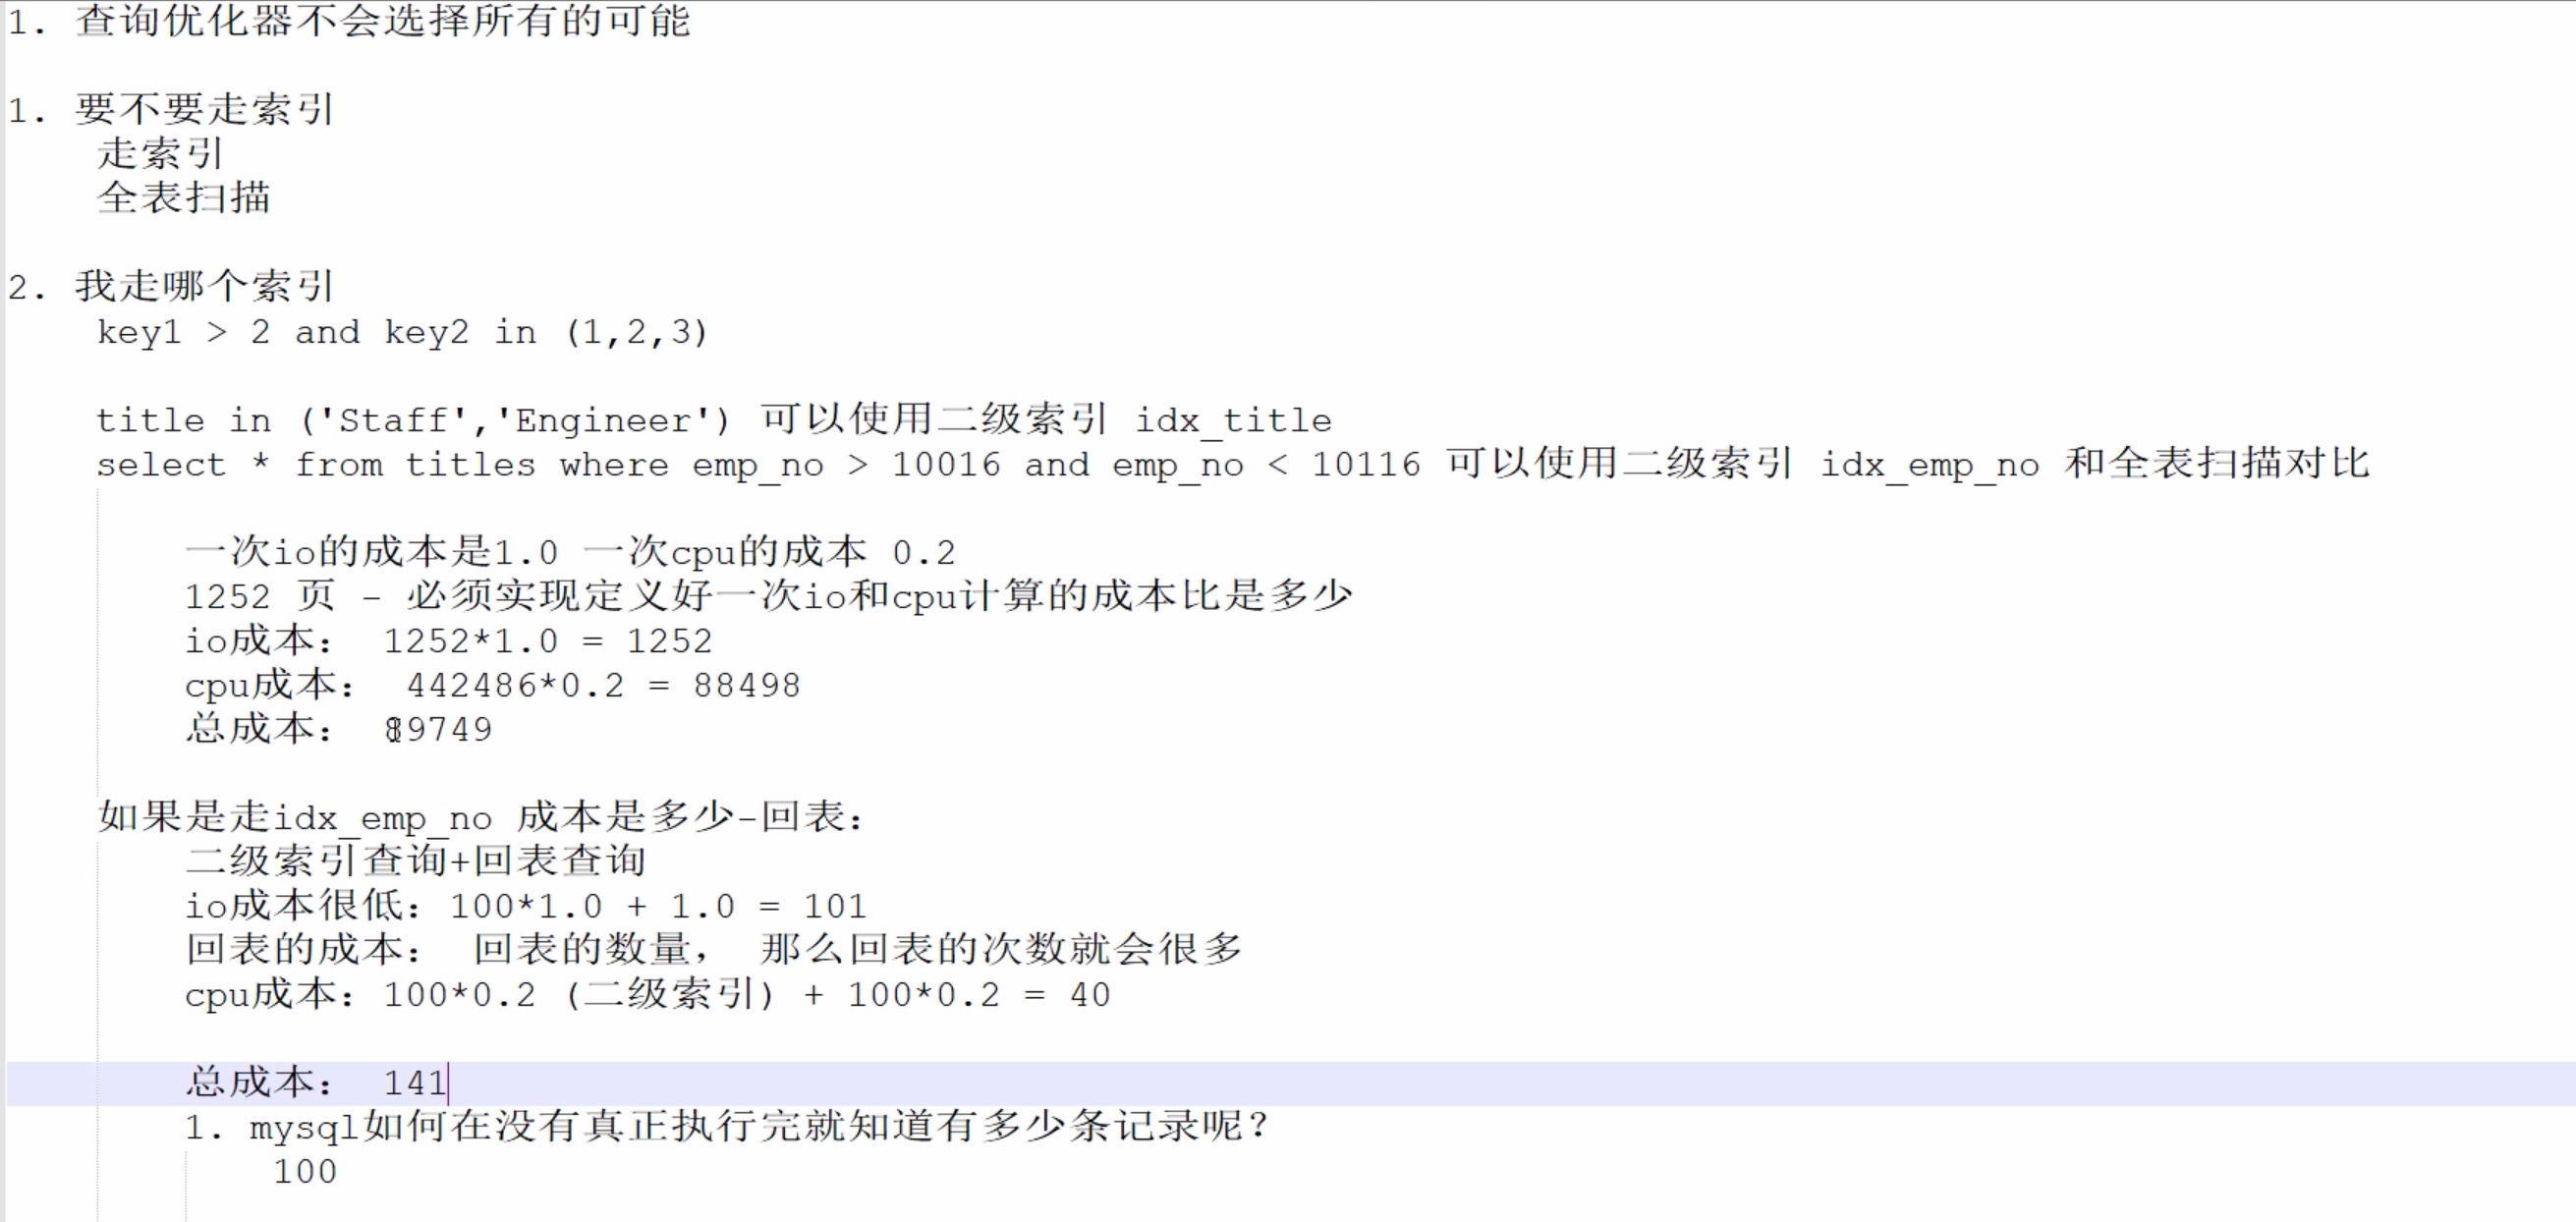 1. 查询优化器不会选择所有的可能
1. 要不要走索引
走索引
全表扫描
2. 我走哪个索引
key1 > 2 and key2 in (1,2,3)
title in ('Staff','Engineer') 可以使用二级索引 idx_title
select * from titles where emp_no > 10016 and emp_no < 10116 可以使用二级索引 idx_emp_no 和全表扫描对比
一次io的成本是1.0 一次cpu的成本 0.2
1252 页 - 必须实现定义好一次io和cpu计算的成本比是多少
io成本： 1252*1.0 = 1252
cpu成本： 442486*0.2 = 88498
总成本： 89749
如果是走idx_emp_no 成本是多少-回表：
二级索引查询+回表查询
io成本很低：100*1.0 + 1.0 = 101
回表的成本： 回表的数量， 那么回表的次数就会很多
cpu成本：100*0.2 (二级索引) + 100*0.2 = 40
总成本： 141
1. mysql如何在没有真正执行完就知道有多少条记录呢？
100